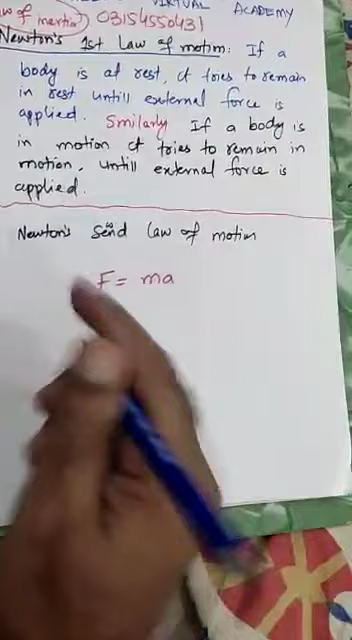 VIRTUAL ACADEMY
w of inertia) 03154550431
Newton's 1st Law of motion: If a
body is at rest, it tries to remain
in rest untill external force is
applied. Smilarly If a body is
in motion it tries to remain in
motion, untill external force is
applied.
Newton's 2nd law of motion
F = ma